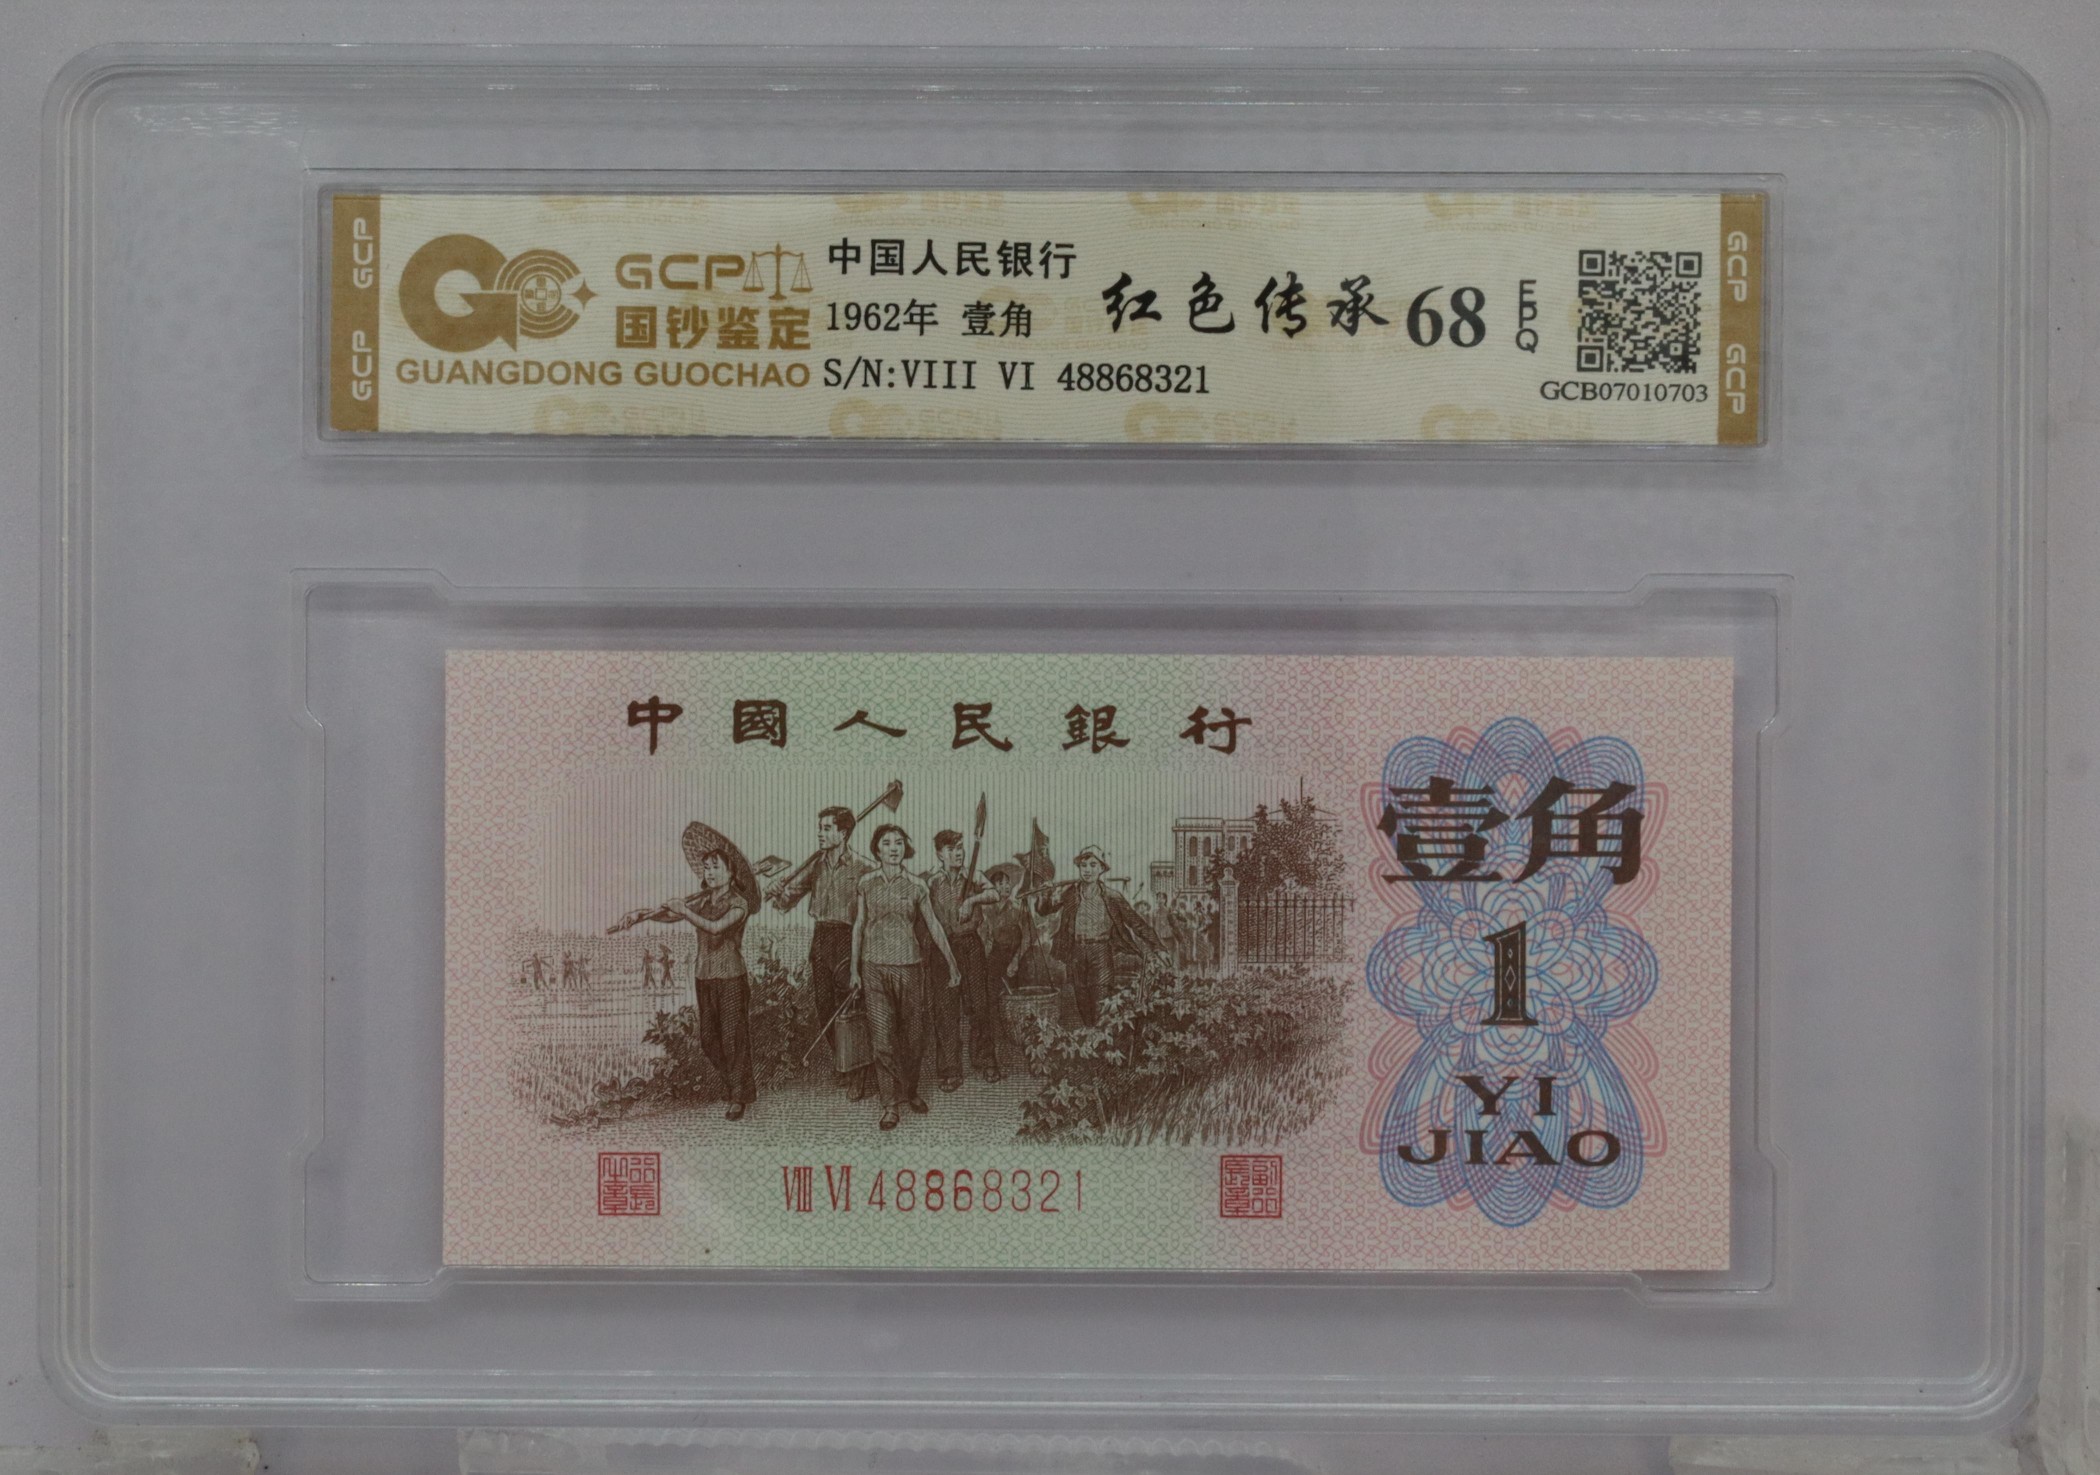 GCP
GCP
GCP
国钞鉴定
GUANGDONG GUOCHAO
中国人民银行
1962年 壹角
S/N:VIII VI 48868321
红色传承
68
EPQ
GCB07010703
GCP
GCP
中國人民銀行
壹角
1
YI
JIAO
VIII VI 48868321